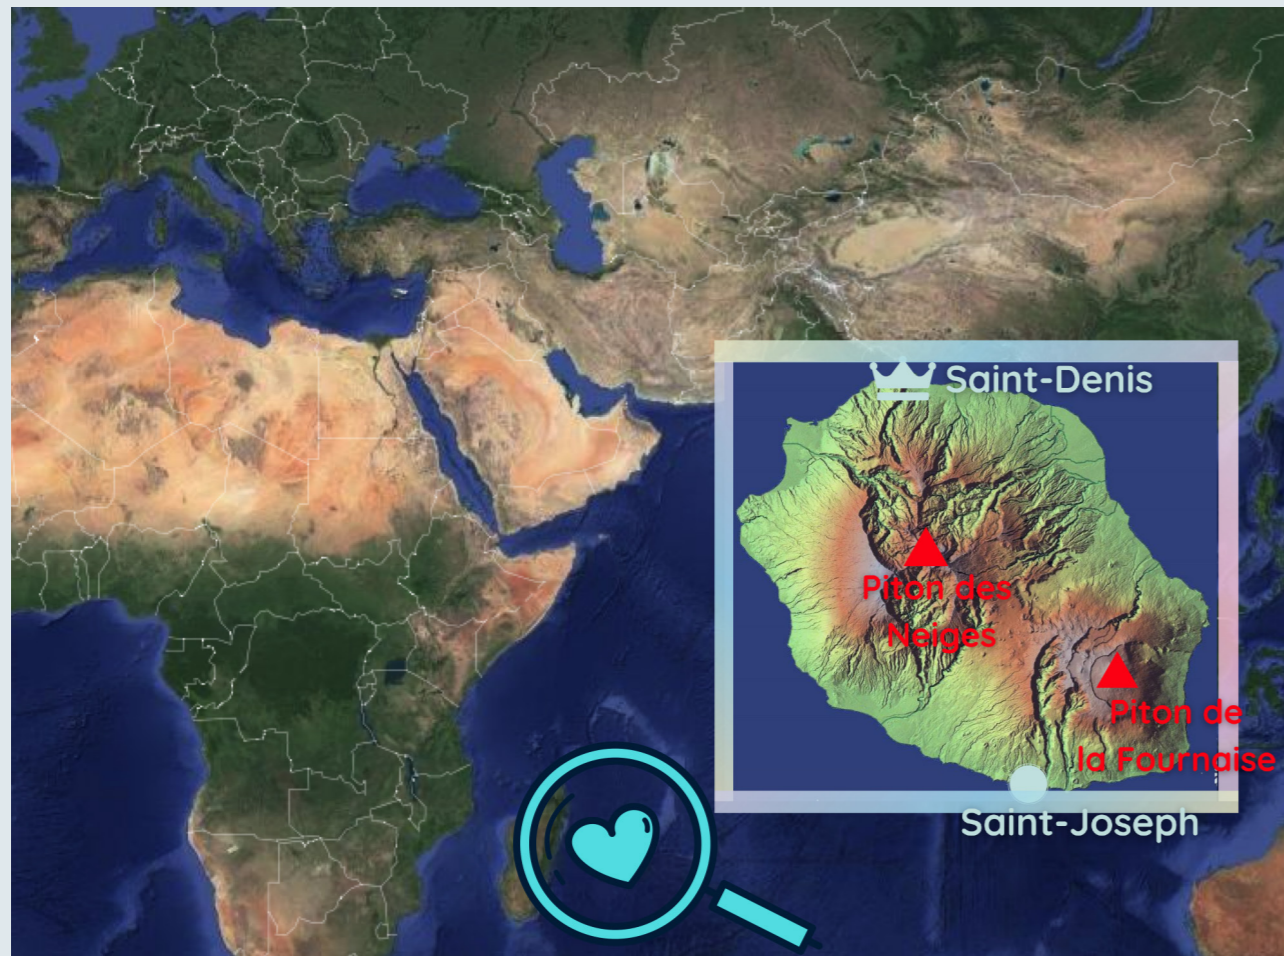 Saint-Denis
Piton des
Neiges
Piton de
la Fournaise
Saint-Joseph